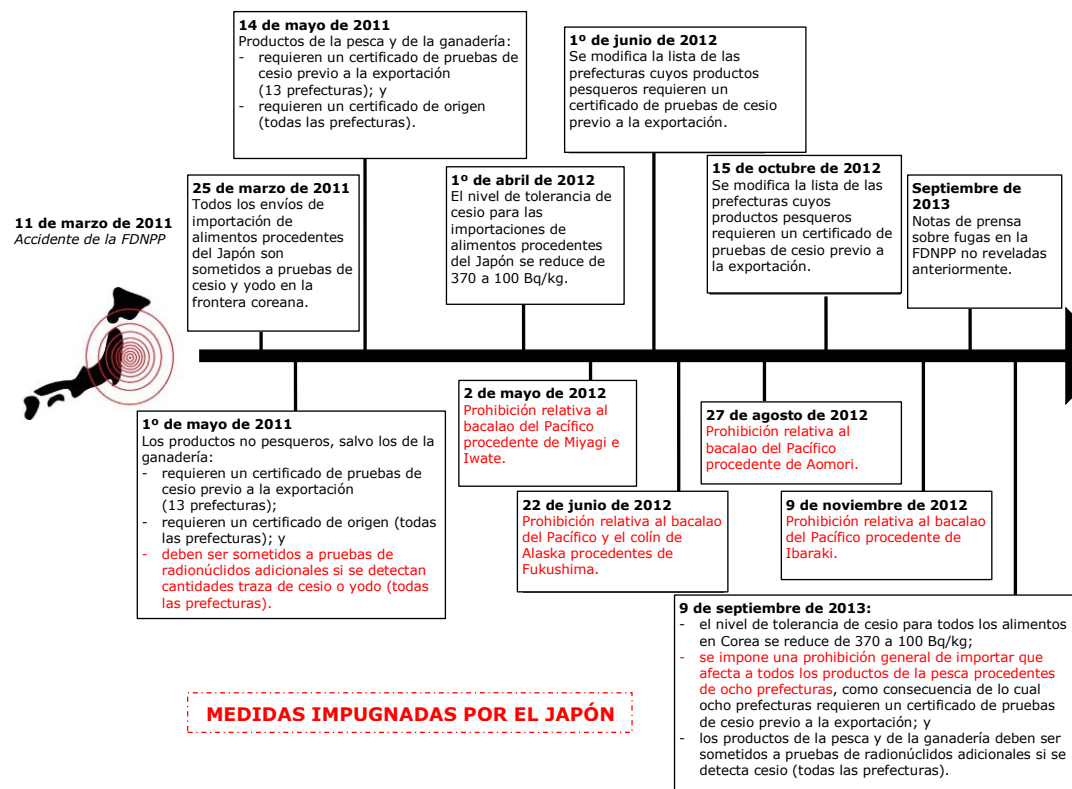 14 de mayo de 2011
Productos de la pesca y de la ganadería:
- requieren un certificado de pruebas de
cesio previo a la exportación
(13 prefecturas); y
- requieren un certificado de origen
(todas las prefecturas).
1º de junio de 2012
Se modifica la lista de las
prefecturas cuyos productos
pesqueros requieren un
certificado de pruebas de cesio
previo a la exportación.
11 de marzo de 2011
Accidente de la FDNPP
25 de marzo de 2011
Todos los envíos de
importación de
alimentos procedentes
del Japón son
sometidos a pruebas de
cesio y yodo en la
frontera coreana.
1º de abril de 2012
El nivel de tolerancia de
cesio para las
importaciones de
alimentos procedentes
del Japón se reduce de
370 a 100 Bq/kg.
15 de octubre de 2012
Se modifica la lista de las
prefecturas cuyos
productos pesqueros
requieren un certificado de
pruebas de cesio previo a
la exportación.
Septiembre de
2013
Notas de prensa
sobre fugas en la
FDNPP no reveladas
anteriormente.
1º de mayo de 2011
Los productos no pesqueros, salvo los de la
ganadería:
- requieren un certificado de pruebas de
cesio previo a la exportación
(13 prefecturas);
- requieren un certificado de origen (todas
las prefecturas); y
- deben ser sometidos a pruebas de
radionúclidos adicionales si se detectan
cantidades traza de cesio o yodo (todas
las prefecturas).
2 de mayo de 2012
Prohibición relativa al
bacalao del Pacífico
procedente de Miyagi e
Iwate.
27 de agosto de 2012
Prohibición relativa al
bacalao del Pacífico
procedente de Aomori.
22 de junio de 2012
Prohibición relativa al bacalao
del Pacífico y el colín de
Alaska procedentes de
Fukushima.
9 de noviembre de 2012
Prohibición relativa al bacalao
del Pacífico procedente de
Ibaraki.
9 de septiembre de 2013:
- el nivel de tolerancia de cesio para todos los alimentos
en Corea se reduce de 370 a 100 Bq/kg;
- se impone una prohibición general de importar que
afecta a todos los productos de la pesca procedentes
de ocho prefecturas, como consecuencia de lo cual
ocho prefecturas requieren un certificado de pruebas
de cesio previo a la exportación; y
- los productos de la pesca y de la ganadería deben ser
sometidos a pruebas de radionúclidos adicionales si se
detecta cesio (todas las prefecturas).
MEDIDAS IMPUGNADAS POR EL JAPÓN